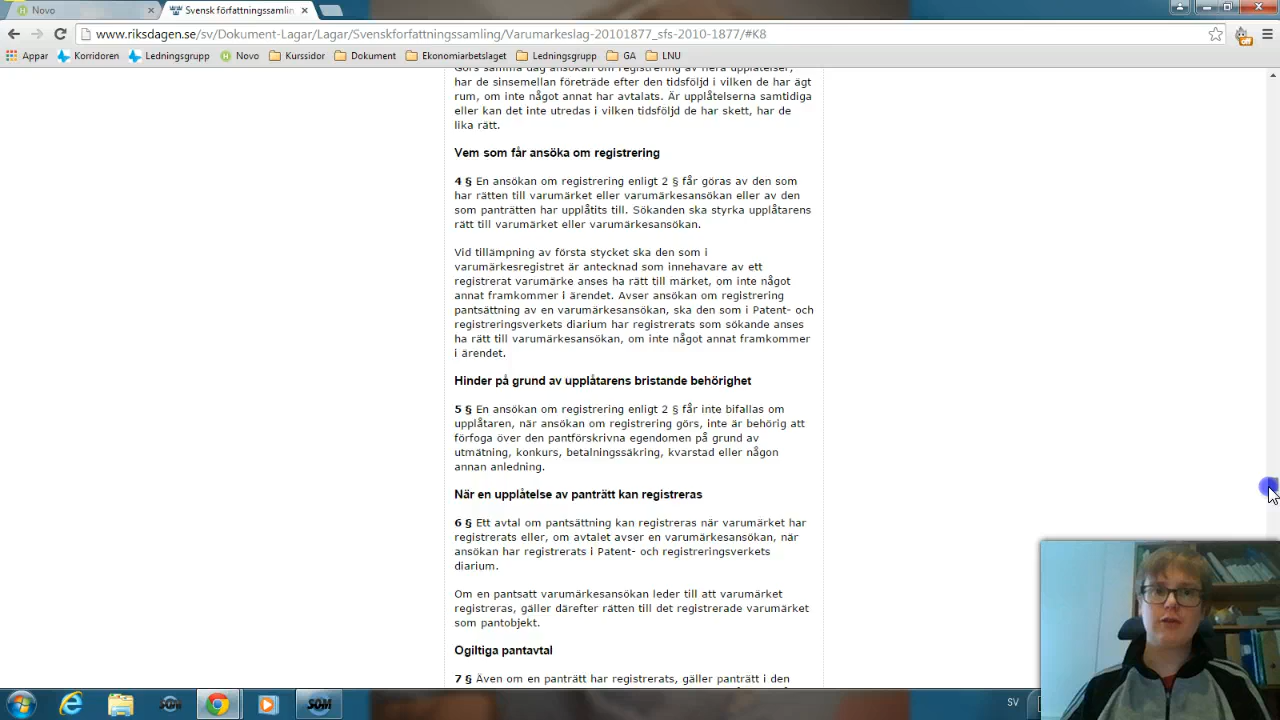 Novo
Svensk författningssamlin
www.riksdagen.se/sv/Dokument-Lagar/Lagar/Svenskforfattningssamling/Varumarkeslag-20101877_sfs-2010-1877/#K8
Appar Korridoren Ledningsgrupp Novo Kurssidor Dokument Ekonomiarbetslaget Ledningsgrupp GA LNU
Görs samma dag ansökan om registrering av flera upplåtelser,
har de sinsemellan företräde efter den tidsföljd i vilken de har ägt
rum, om inte något annat har avtalats. Är upplåtelserna samtidiga
eller kan det inte utredas i vilken tidsföljd de har skett, har de
lika rätt.
Vem som får ansöka om registrering
4 § En ansökan om registrering enligt 2 § får göras av den som
har rätten till varumärket eller varumärkesansökan eller av den
som panträtten har upplåtits till. Sökanden ska styrka upplåtarens
rätt till varumärket eller varumärkesansökan.
Vid tillämpning av första stycket ska den som i
varumärkesregistret är antecknad som innehavare av ett
registrerat varumärke anses ha rätt till märket, om inte något
annat framkommer i ärendet. Avser ansökan om registrering
pantsättning av en varumärkesansökan, ska den som i Patent- och
registreringsverkets diarium har registrerats som sökande anses
ha rätt till varumärkesansökan, om inte något annat framkommer
i ärendet.
Hinder på grund av upplåtarens bristande behörighet
5 § En ansökan om registrering enligt 2 § får inte bifallas om
upplåtaren, när ansökan om registrering görs, inte är behörig att
förfoga över den pantförskrivna egendomen på grund av
utmätning, konkurs, betalningssäkring, kvarstad eller någon
annan anledning.
När en upplåtelse av panträtt kan registreras
6 § Ett avtal om pantsättning kan registreras när varumärket har
registrerats eller, om avtalet avser en varumärkesansökan, när
ansökan har registrerats i Patent- och registreringsverkets
diarium.
Om en pantsatt varumärkesansökan leder till att varumärket
registreras, gäller därefter rätten till det registrerade varumärket
som pantobjekt.
Ogiltiga pantavtal
7 § Även om en panträtt har registrerats, gäller panträtt i den
SOM SOM SV